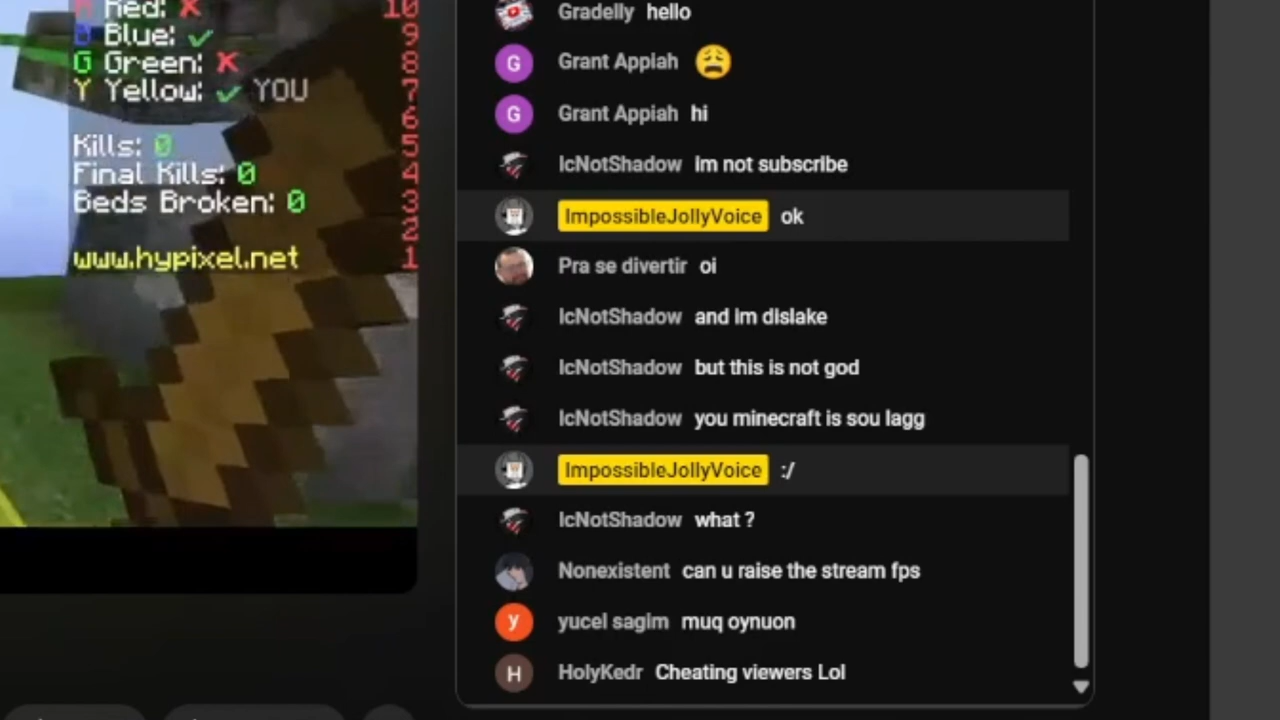 R Red: ✗ 10
B Blue: ✓ 9
G Green: ✗ 8
Y Yellow: ✓ YOU 7
6
Kills: 0 5
Final Kills: 0 4
Beds Broken: 0 3
2
www.hypixel.net 1
Gradelly hello
G Grant Appiah 😩
G Grant Appiah hi
IcNotShadow im not subscribe
ImpossibleJollyVoice ok
Pra se divertir oi
IcNotShadow and im dislake
IcNotShadow but this is not god
IcNotShadow you minecraft is sou lagg
ImpossibleJollyVoice :/
IcNotShadow what ?
Nonexistent can u raise the stream fps
y yucel sagim muq oynuon
H HolyKedr Cheating viewers Lol